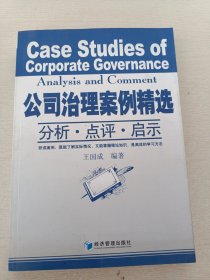 Case Studies of
Corporate Governance
Analysis and Comment
公司治理案例精选
分析·点评·启示
王国成 编著
经济管理出版社